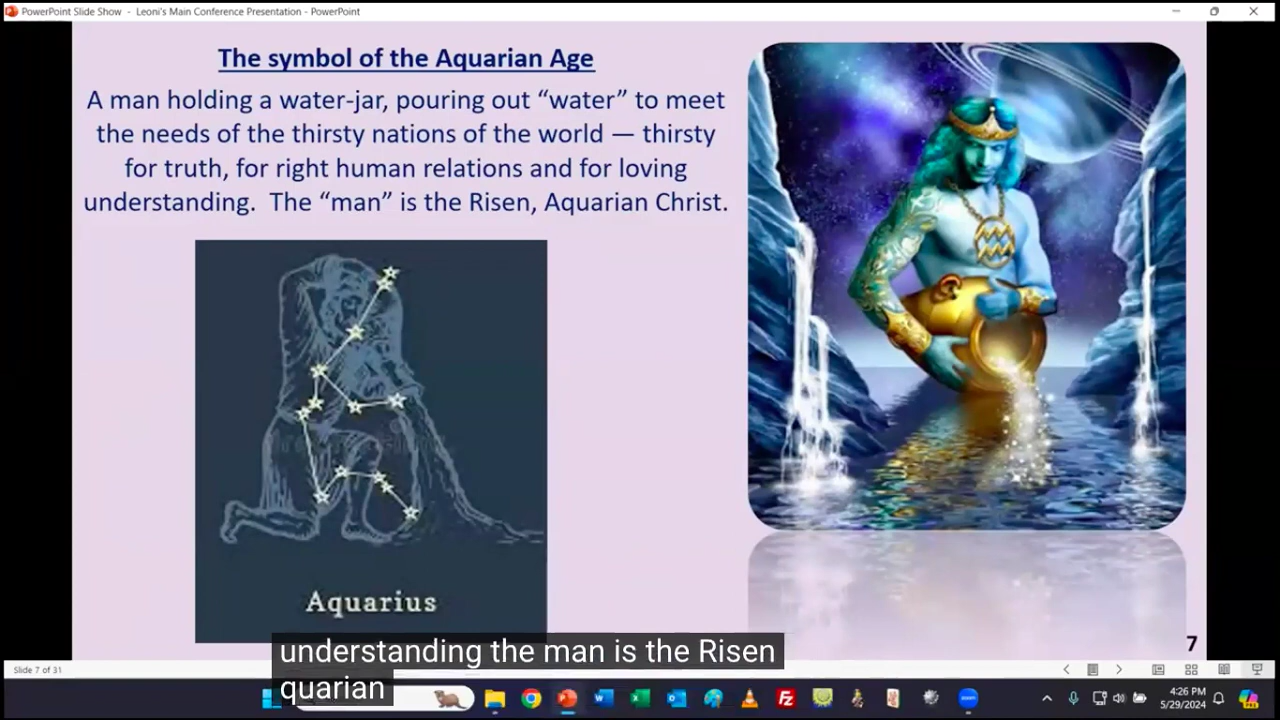 PowerPoint Slide Show - Leoni's Main Conference Presentation - PowerPoint
The symbol of the Aquarian Age
A man holding a water-jar, pouring out “water” to meet
the needs of the thirsty nations of the world — thirsty
for truth, for right human relations and for loving
understanding. The “man” is the Risen, Aquarian Christ.
Aquarius
7
understanding the man is the Risen
quarian
Slide 7 of 31
4:26 PM
5/29/2024